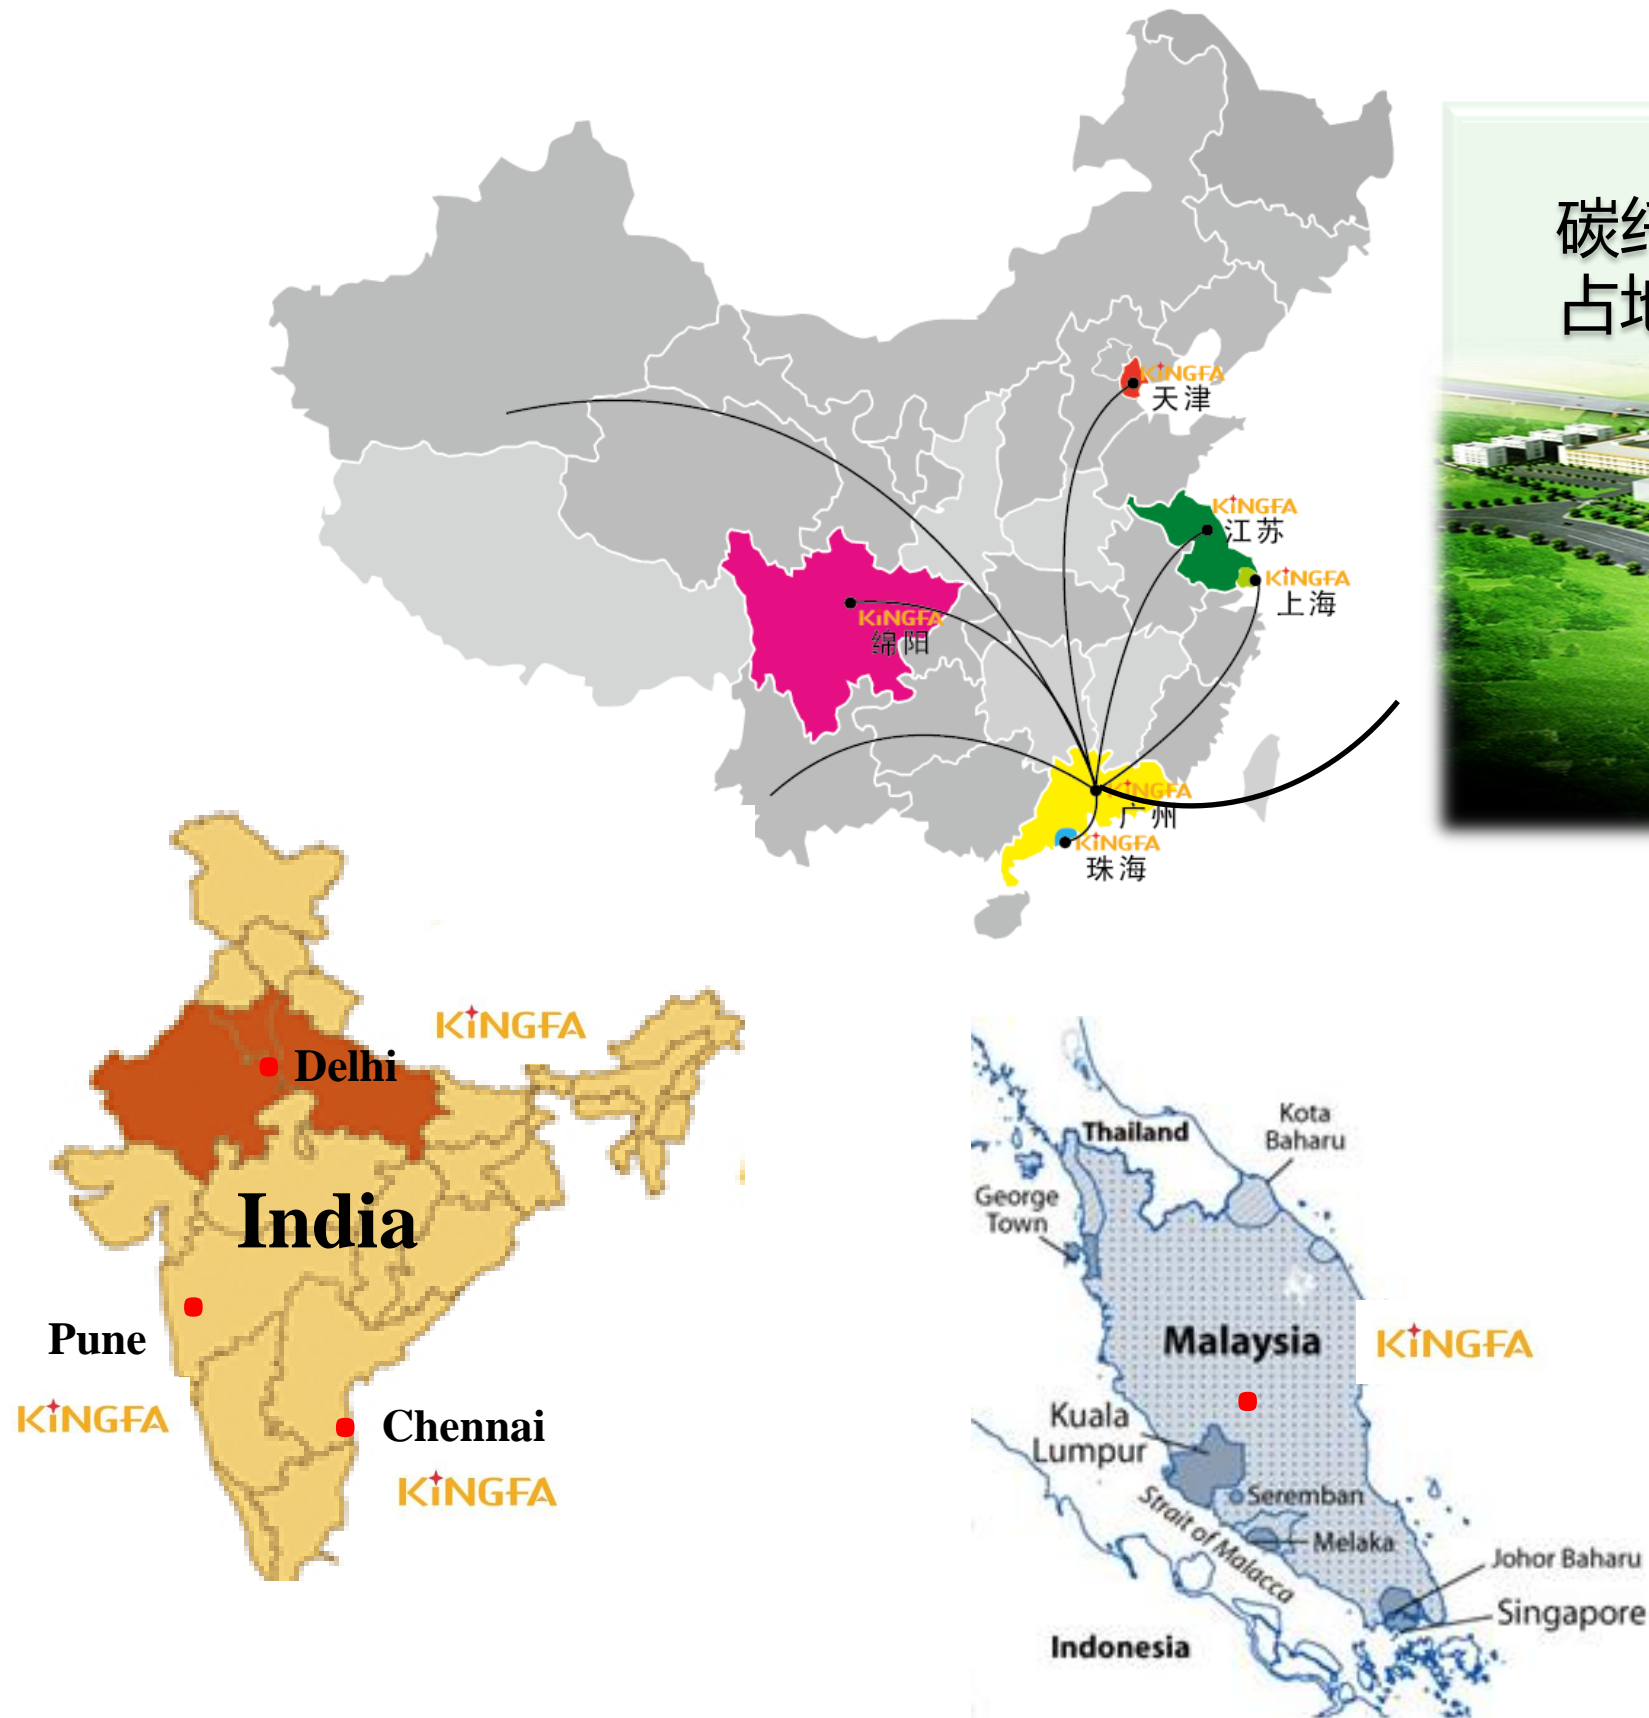 KINGFA
天津
KINGFA
江苏
KINGFA
上海
KINGFA
绵阳
KINGFA
广州
KINGFA
珠海
碳纤
占地
KINGFA
Delhi
India
Pune
KINGFA
Chennai
KINGFA
Thailand
Kota
Baharu
George
Town
Malaysia
KINGFA
Kuala
Lumpur
Seremban
Strait of Malacca
Melaka
Johor Baharu
Singapore
Indonesia